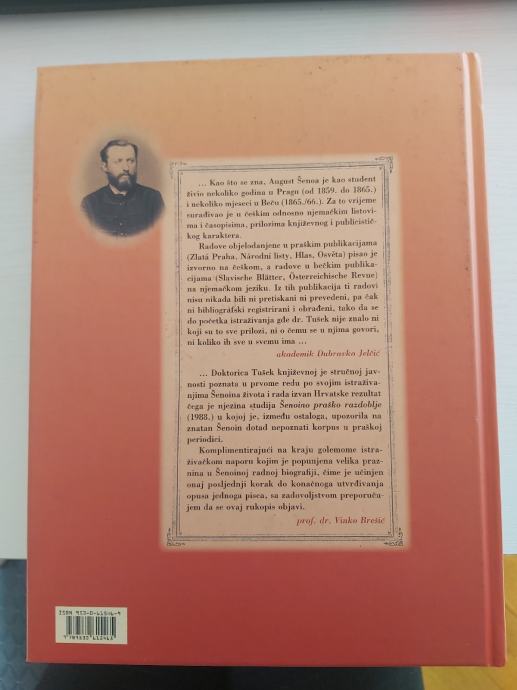 ... Kao što se zna, August Šenoa je kao student
živio nekoliko godina u Pragu (od 1859. do 1865.)
i nekoliko mjeseci u Beču (1865./66.). Za to vrijeme
surađivao je u češkim odnosno njemačkim listovi-
ma i časopisima, prilozima književnog i publicistič-
kog karaktera.
Radove objelodanjene u praškim publikacijama
(Zlatá Praha, Národni listy, Hlas, Osvěta) pisao je
izvorno na češkom, a radove u bečkim publika-
cijama (Slavische Blätter, Österreichische Revue)
na njemačkom jeziku. Iz tih publikacija ti radovi
nisu nikada bili ni pretiskani ni prevedeni, pa čak
ni bibliografski registrirani i obrađeni, tako da se
do početka istraživanja gđe dr. Tušek nije znalo ni
koji su to sve prilozi, ni o čemu se u njima govori,
ni koliko ih sve u svemu ima ...
akademik Dubravko Jelčić
... Doktorica Tušek književnoj je stručnoj jav-
nosti poznata u prvome redu po svojim istraživa-
njima Šenoina života i rada izvan Hrvatske rezultat
čega je njezina studija Šenoino praško razdoblje
(1988.) u kojoj je, između ostaloga, upozorila na
znatan Šenoin dotad nepoznati korpus u praškoj
periodici.
Komplimentirajući na kraju golemome istra-
živačkom naporu kojim je popunjena velika praz-
nina u Šenoinoj radnoj biografiji, čime je učinjen
onaj posljednji korak do konačnoga utvrđivanja
opusa jednoga pisca, sa zadovoljstvom preporuču-
jem da se ovaj rukopis objavi.
prof. dr. Vinko Brešić
ISBN 953-0-61246-9
9 789530 612463